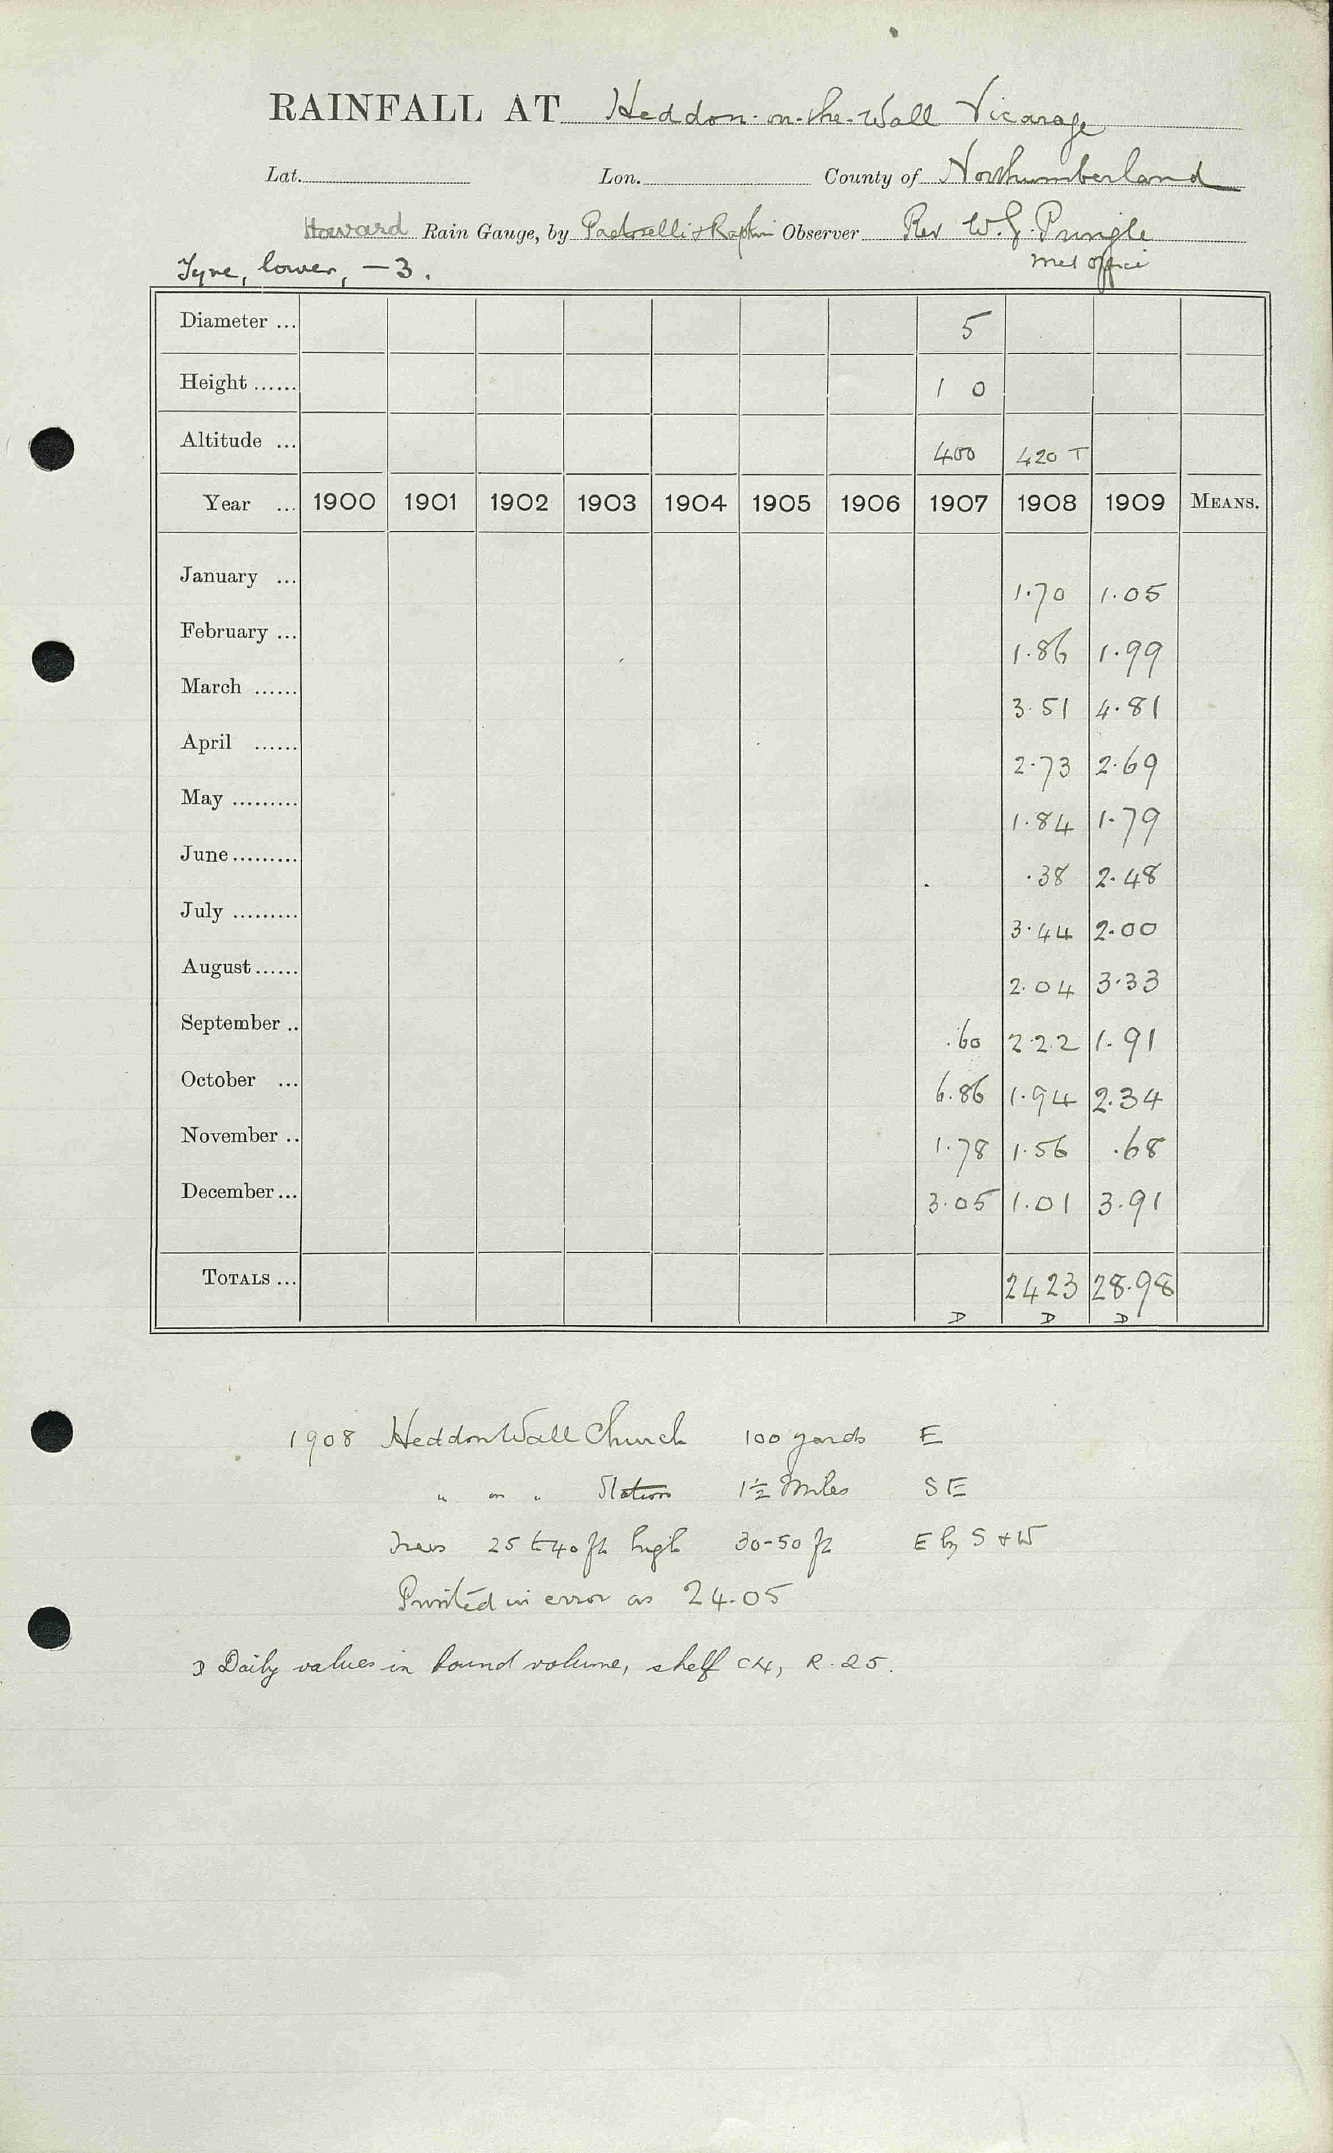 RAINFALL AT Heddon-on-the-Wall Vicarage
Lat. Lon. County of Northumberland
Howard Rain Gauge, by Pastorelli & Rapkin Observer Rev W. J. Pringle
Tyne, lower, -3. Met Office
Diameter ... 5
Height ...... 1 0
Altitude ... 400 420 T
Year ... 1900 1901 1902 1903 1904 1905 1906 1907 1908 1909 MEANS.
January ... 1.70 1.05
February ... 1.86 1.99
March ...... 3.51 4.81
April ...... 2.73 2.69
May ......... 1.84 1.79
June ......... .38 2.48
July ......... 3.44 2.00
August ...... 2.04 3.33
September .. .60 2.22 1.91
October ... 6.86 1.94 2.34
November .. 1.78 1.56 .68
December ... 3.05 1.01 3.91
TOTALS ... 2423 28.98
D D D
1908 Heddon Wall Church 100 yards E
" on " Station 1½ Miles SE
Trees 25 to 40 ft high 30-50 ft E by S & W
Printed in error as 24.05
D Daily values in bound volume, shelf C4, R. 25.